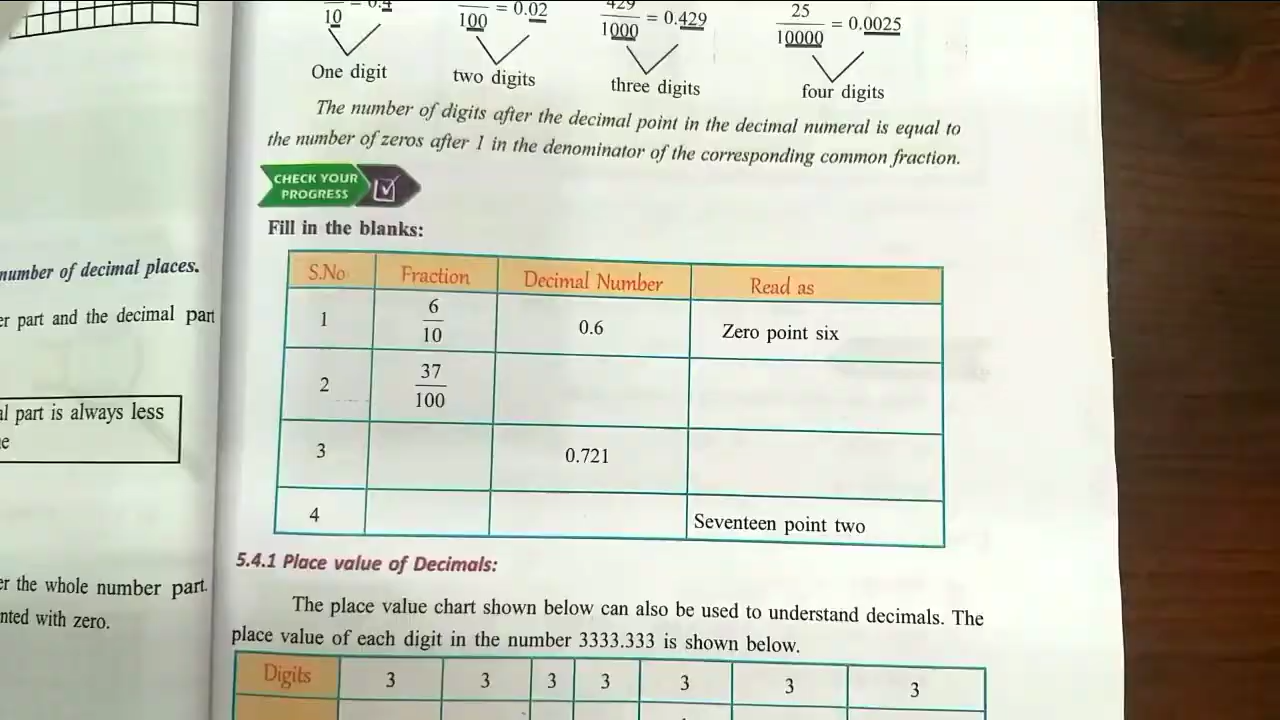 10 = 0.4
100 = 0.02
429
1000 = 0.429
25
10000 = 0.0025
One digit two digits three digits four digits
The number of digits after the decimal point in the decimal numeral is equal to
the number of zeros after 1 in the denominator of the corresponding common fraction.
CHECK YOUR
PROGRESS
Fill in the blanks:
number of decimal places.
er part and the decimal part
al part is always less
e
er the whole number part.
nted with zero.
S.No Fraction Decimal Number Read as
1 6/10 0.6 Zero point six
2 37/100
3 0.721
4 Seventeen point two
5.4.1 Place value of Decimals:
The place value chart shown below can also be used to understand decimals. The
place value of each digit in the number 3333.333 is shown below.
Digits 3 3 3 3 3 3 3